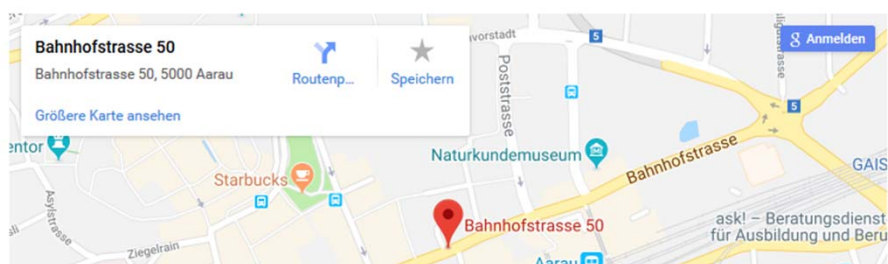 Bahnhofstrasse 50
Bahnhofstrasse 50, 5000 Aarau
Routenp...
Speichern
Größere Karte ansehen
nvorstadt
5
Anmelden
Poststrasse
5
entor
Naturkundemuseum
Bahnhofstrasse
GAIS
Starbucks
Asylstrasse
Bahnhofstrasse 50
ask! – Beratungsdienst
für Ausbildung und Beru
Ziegelrain
Aarau